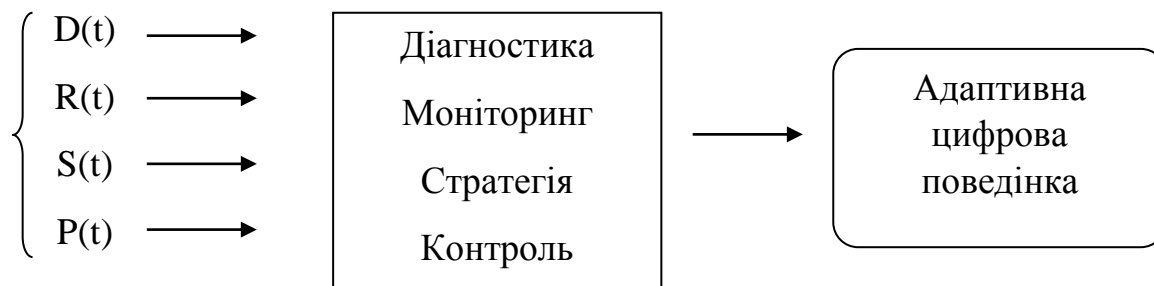 D(t)
R(t)
S(t)
P(t)
Діагностика
Моніторинг
Стратегія
Контроль
Адаптивна
цифрова
поведінка